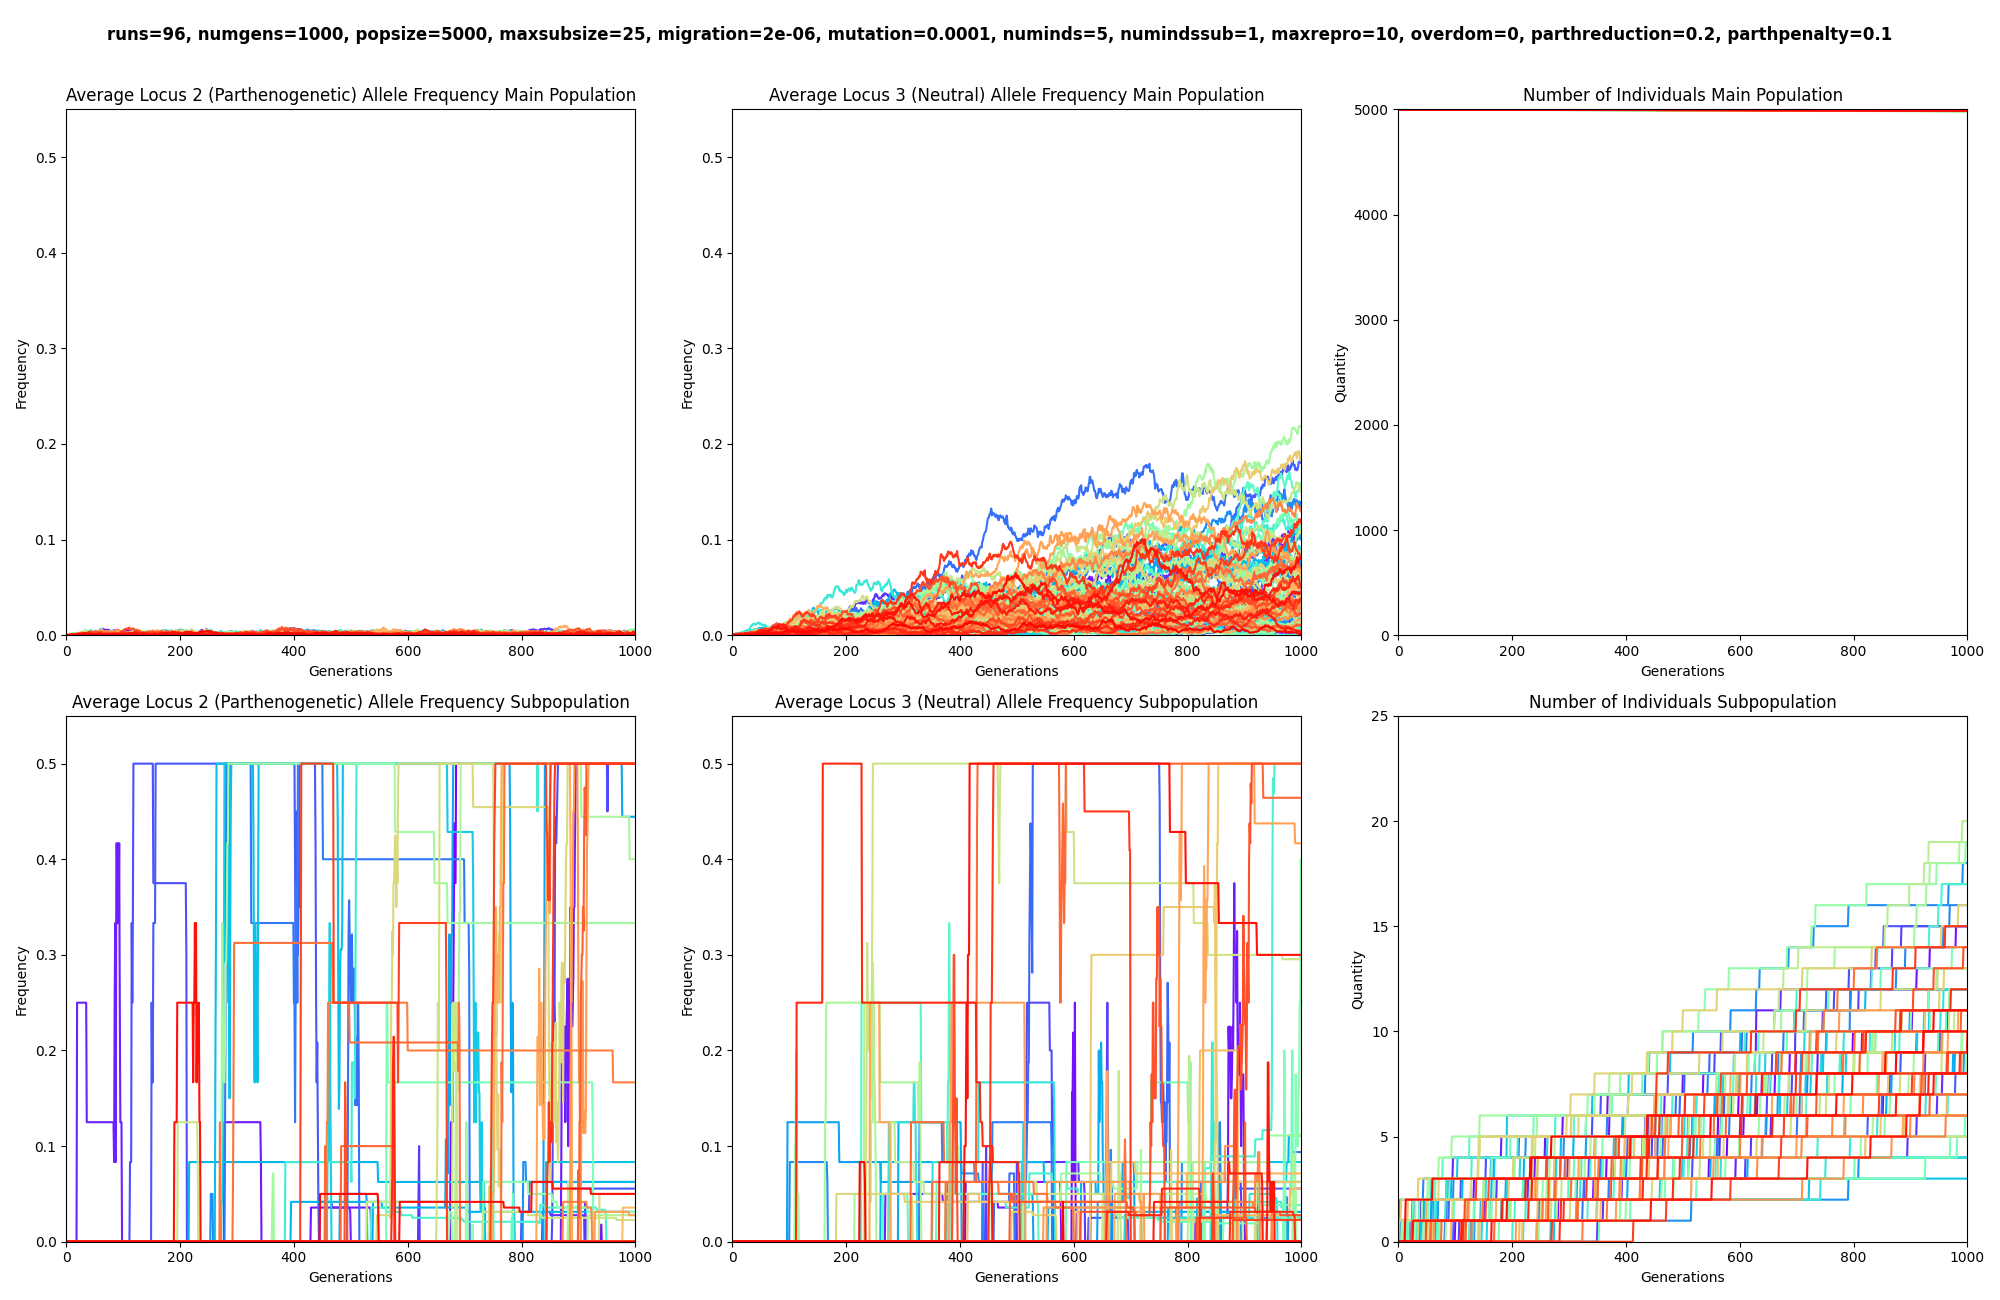 runs=96, numgens=1000, popsize=5000, maxsubsize=25, migration=2e-06, mutation=0.0001, numinds=5, numindssub=1, maxrepro=10, overdom=0, parthreduction=0.2, parthpenalty=0.1
Average Locus 2 (Parthenogenetic) Allele Frequency Main Population
Frequency
0.5
0.4
0.3
0.2
0.1
0.0
0 200 400 600 800 1000
Generations
Average Locus 3 (Neutral) Allele Frequency Main Population
Frequency
0.5
0.4
0.3
0.2
0.1
0.0
0 200 400 600 800 1000
Generations
Number of Individuals Main Population
Quantity
5000
4000
3000
2000
1000
0
0 200 400 600 800 1000
Generations
Average Locus 2 (Parthenogenetic) Allele Frequency Subpopulation
Frequency
0.5
0.4
0.3
0.2
0.1
0.0
0 200 400 600 800 1000
Generations
Average Locus 3 (Neutral) Allele Frequency Subpopulation
Frequency
0.5
0.4
0.3
0.2
0.1
0.0
0 200 400 600 800 1000
Generations
Number of Individuals Subpopulation
Quantity
25
20
15
10
5
0
0 200 400 600 800 1000
Generations